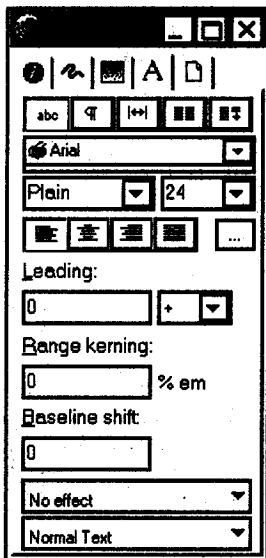 A
abc ¶
Arial
Plain 24
...
Leading:
0 +
Range kerning:
0 % em
Baseline shift:
0
No effect
Normal Text